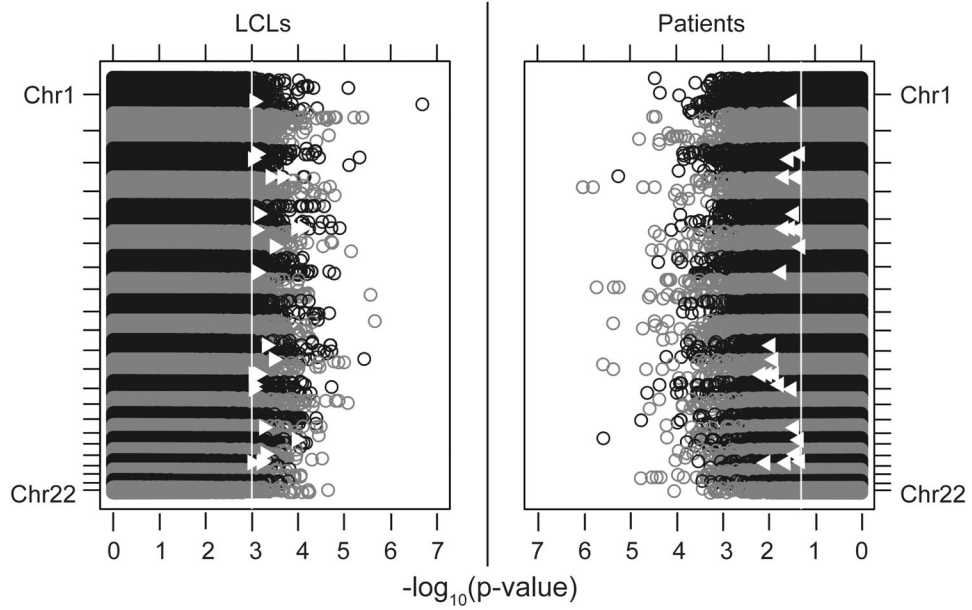 LCLs Patients
Chr1 Chr1
Chr22 Chr22
0 1 2 3 4 5 6 7 7 6 5 4 3 2 1 0
-log10(p-value)